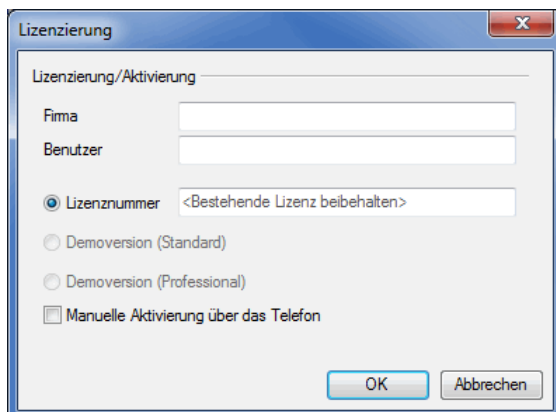 Lizenzierung
Lizenzierung/Aktivierung
Firma
Benutzer
Lizenznummer <Bestehende Lizenz beibehalten>
Demoversion (Standard)
Demoversion (Professional)
Manuelle Aktivierung über das Telefon
OK Abbrechen